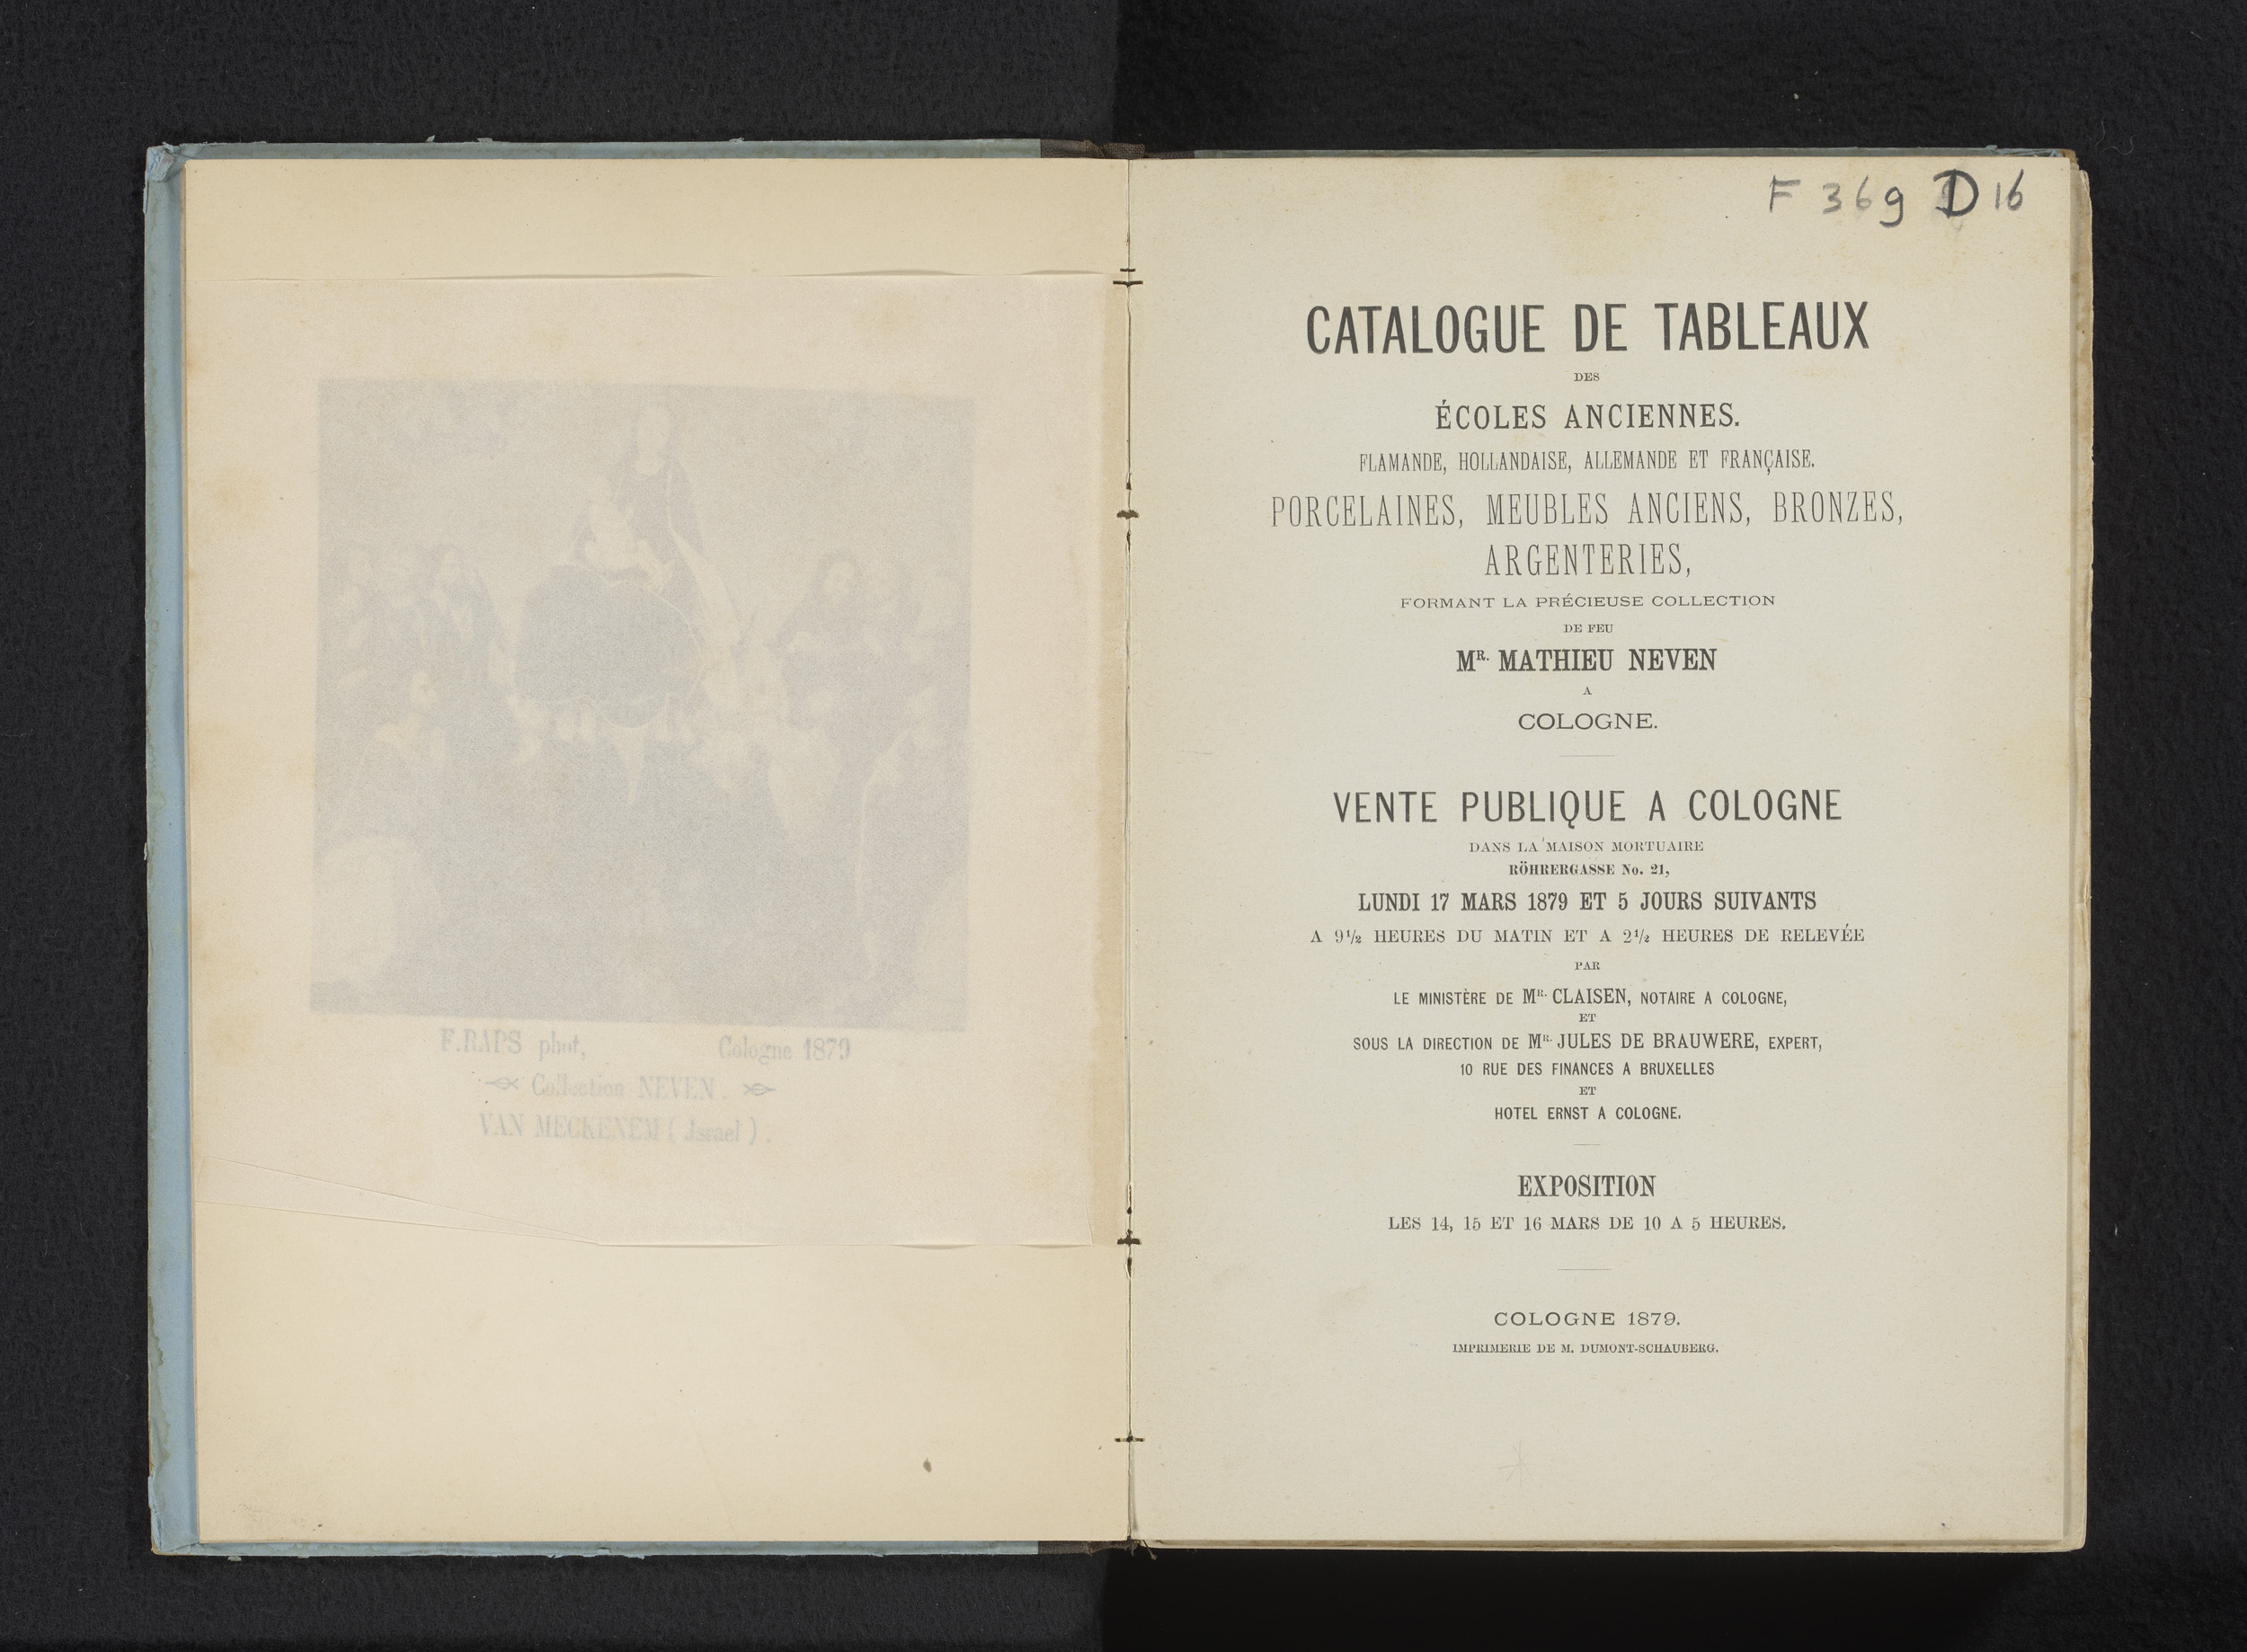 F.RAPS phot, Cologne 1879
Collection NEVEN.
VAN MECKENEM (Jsrael).
F 369 D 16
CATALOGUE DE TABLEAUX
DES
ÉCOLES ANCIENNES.
FLAMANDE, HOLLANDAISE, ALLEMANDE ET FRANÇAISE.
PORCELAINES, MEUBLES ANCIENS, BRONZES,
ARGENTERIES,
FORMANT LA PRÉCIEUSE COLLECTION
DE FEU
MR. MATHIEU NEVEN
A
COLOGNE.
VENTE PUBLIQUE A COLOGNE
DANS LA MAISON MORTUAIRE
RÖHRERGASSE No. 21,
LUNDI 17 MARS 1879 ET 5 JOURS SUIVANTS
A 9 1/2 HEURES DU MATIN ET A 2 1/2 HEURES DE RELEVÉE
PAR
LE MINISTÈRE DE MR. CLAISEN, NOTAIRE A COLOGNE,
ET
SOUS LA DIRECTION DE MR. JULES DE BRAUWERE, EXPERT,
10 RUE DES FINANCES A BRUXELLES
ET
HOTEL ERNST A COLOGNE.
EXPOSITION
LES 14, 15 ET 16 MARS DE 10 A 5 HEURES.
COLOGNE 1879.
IMPRIMERIE DE M. DUMONT-SCHAUBERG.